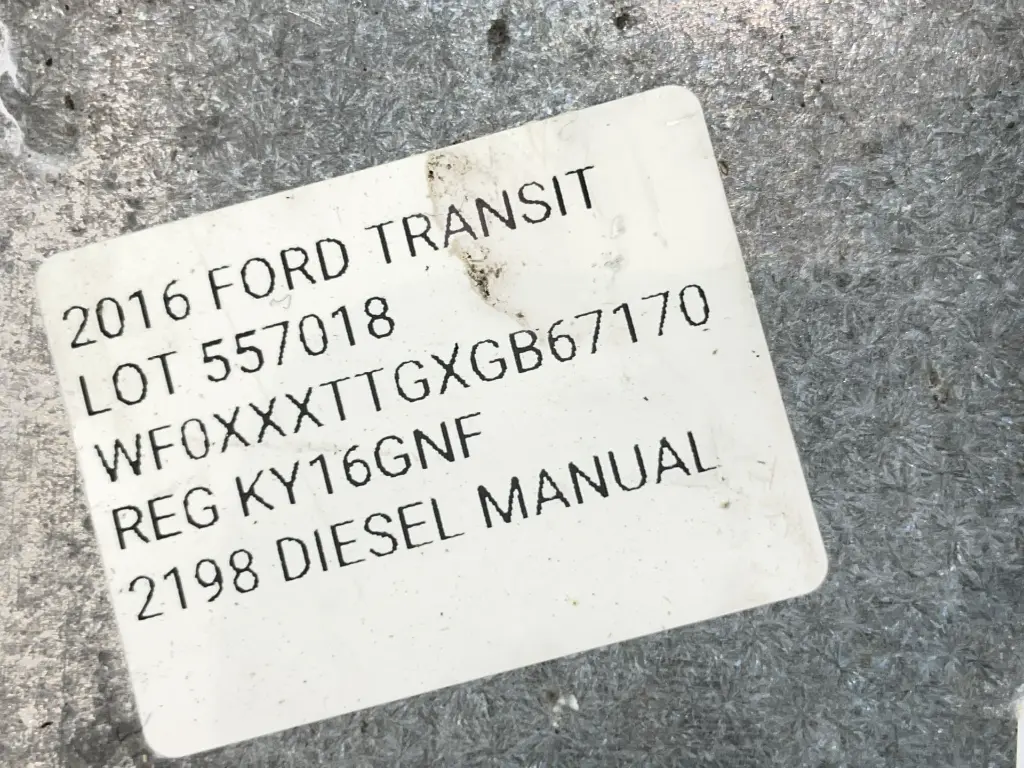 2016 FORD TRANSIT
LOT 557018
WF0XXXTTGXGB67170
REG KY16GNF
2198 DIESEL MANUAL